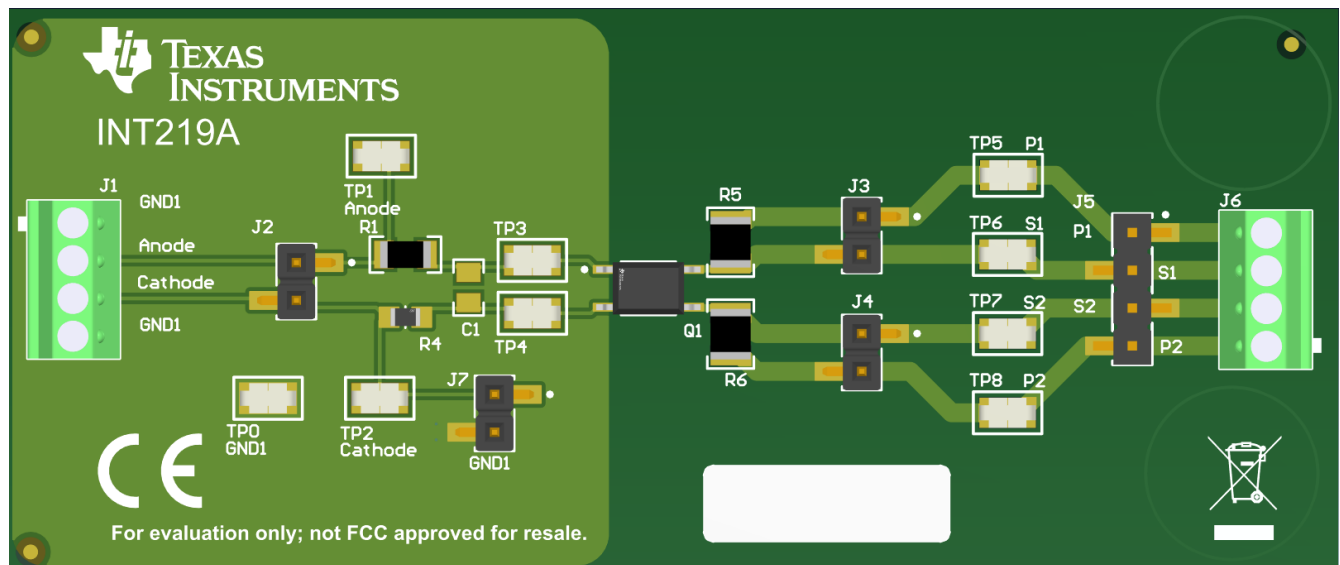 TEXAS
INSTRUMENTS
INT219A
J1
GND1
Anode
Cathode
GND1
J2
TP1
Anode
R1
TP3
C1
R4
TP4
TP0
GND1
TP2
Cathode
J7
GND1
CE
For evaluation only; not FCC approved for resale.
Q1
R5
R6
J3
J4
TP5 P1
TP6 S1
TP7 S2
TP8 P2
J5
P1
S1
S2
P2
J6